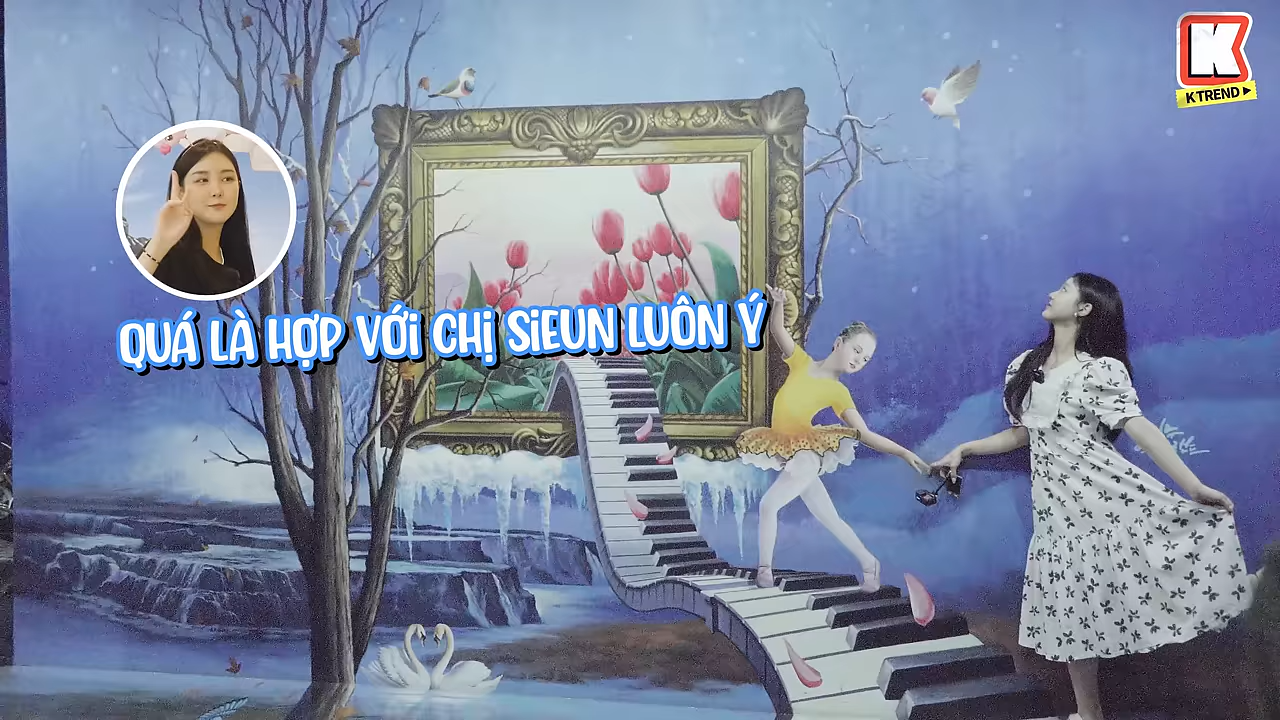 K
K TREND
QUÁ LÀ HỢP VỚI CHỊ SIEUN LUÔN Ý